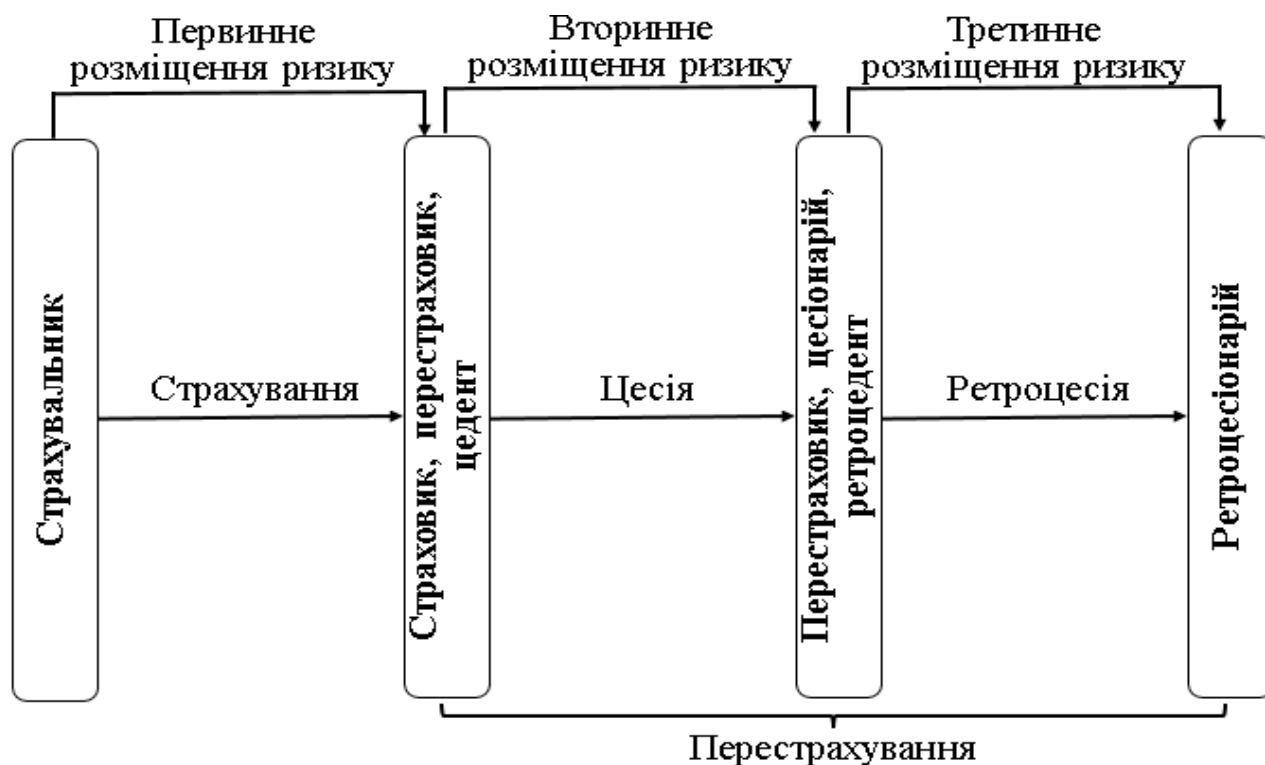 Первинне
розміщення ризику
Вторинне
розміщення ризику
Третинне
розміщення ризику
Страхувальник
Страхування
Страховик, перестраховик,
цедент
Цесія
Перестраховик, цесіонарій,
ретроцедент
Ретроцесія
Ретроцесіонарій
Перестрахування